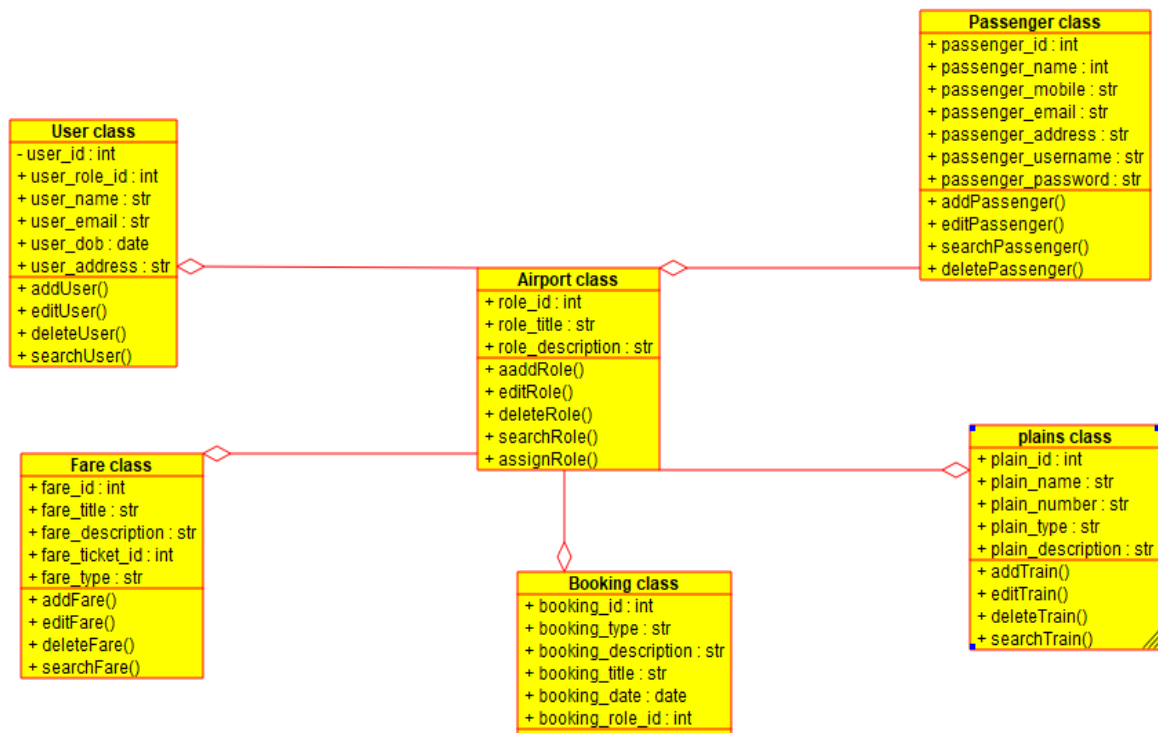 Passenger class
+ passenger_id : int
+ passenger_name : int
+ passenger_mobile : str
+ passenger_email : str
+ passenger_address : str
+ passenger_username : str
+ passenger_password : str
+ addPassenger()
+ editPassenger()
+ searchPassenger()
+ deletePassenger()
User class
- user_id : int
+ user_role_id : int
+ user_name : str
+ user_email : str
+ user_dob : date
+ user_address : str
+ addUser()
+ editUser()
+ deleteUser()
+ searchUser()
Airport class
+ role_id : int
+ role_title : str
+ role_description : str
+ aaddRole()
+ editRole()
+ deleteRole()
+ searchRole()
+ assignRole()
plains class
+ plain_id : int
+ plain_name : str
+ plain_number : str
+ plain_type : str
+ plain_description : str
+ addTrain()
+ editTrain()
+ deleteTrain()
+ searchTrain()
Fare class
+ fare_id : int
+ fare_title : str
+ fare_description : str
+ fare_ticket_id : int
+ fare_type : str
+ addFare()
+ editFare()
+ deleteFare()
+ searchFare()
Booking class
+ booking_id : int
+ booking_type : str
+ booking_description : str
+ booking_title : str
+ booking_date : date
+ booking_role_id : int